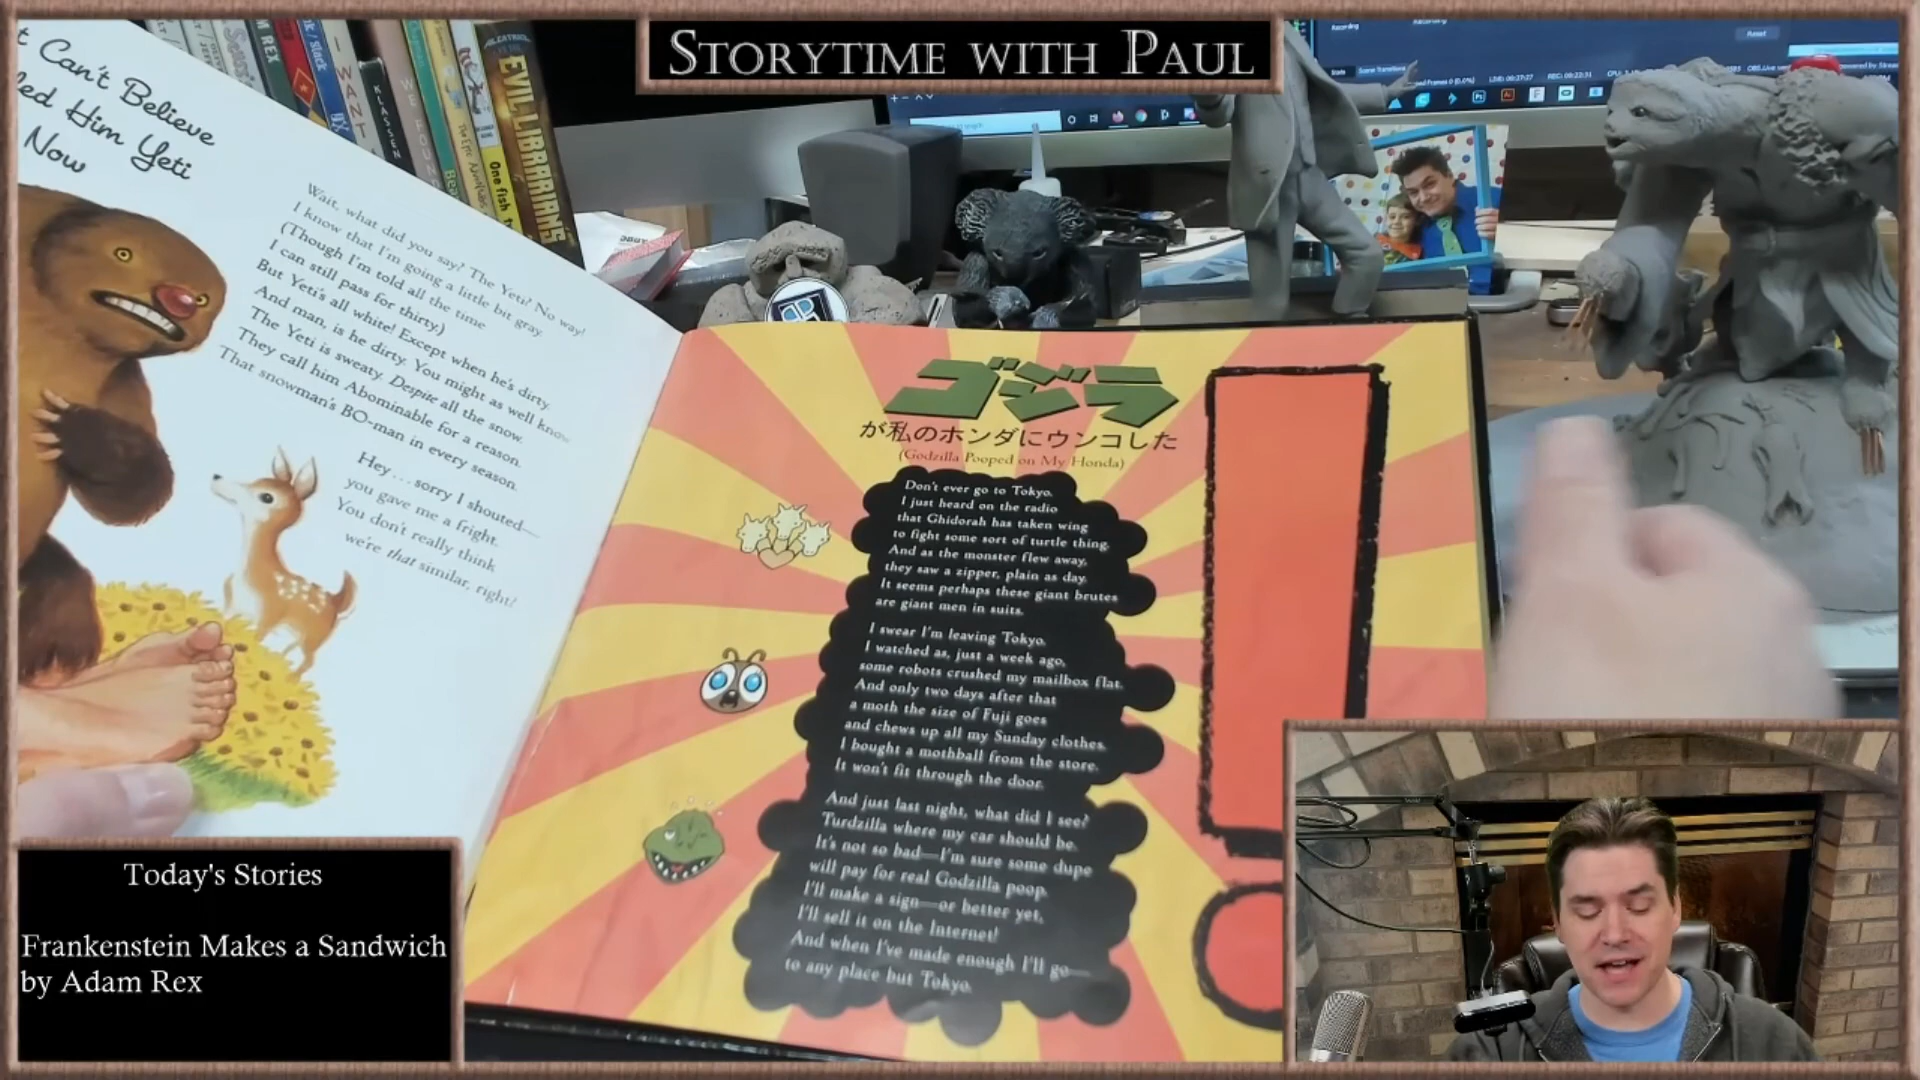 STORYTIME WITH PAUL
Can't Believe
Him Yeti
Now
Wait, what did you say? The Yeti? No way!
I know that I'm going a little bit gray.
(Though I'm told all the time
I can still pass for thirty.)
But Yeti's all white! Except when he's dirty.
And man, is he dirty. You might as well know
The Yeti is sweaty. Despite all the snow.
They call him Abominable for a reason.
That snowman's BO-man in every season.
Hey . . . sorry I shouted—
you gave me a fright.
You don't really think
we're that similar, right?
I WANT
KLASSEN
WE FOUND
EVIL LIBRARIANS
One fish
ゴジラ
が私のホンダにウンコした
(Godzilla Pooped on My Honda)
Don't ever go to Tokyo.
I just heard on the radio
that Ghidorah has taken wing
to fight some sort of turtle thing.
And as the monster flew away,
they saw a zipper, plain as day.
It seems perhaps these giant brutes
are giant men in suits.
I swear I'm leaving Tokyo.
I watched as, just a week ago,
some robots crushed my mailbox flat.
And only two days after that
a moth the size of Fuji goes
and chews up all my Sunday clothes.
I bought a mothball from the store.
It won't fit through the door.
And just last night, what did I see?
Turdzilla where my car should be.
It's not so bad—I'm sure some dupe
will pay for real Godzilla poop.
I'll make a sign—or better yet,
I'll sell it on the Internet!
And when I've made enough I'll go—
to any place but Tokyo.
!
Today's Stories
Frankenstein Makes a Sandwich
by Adam Rex